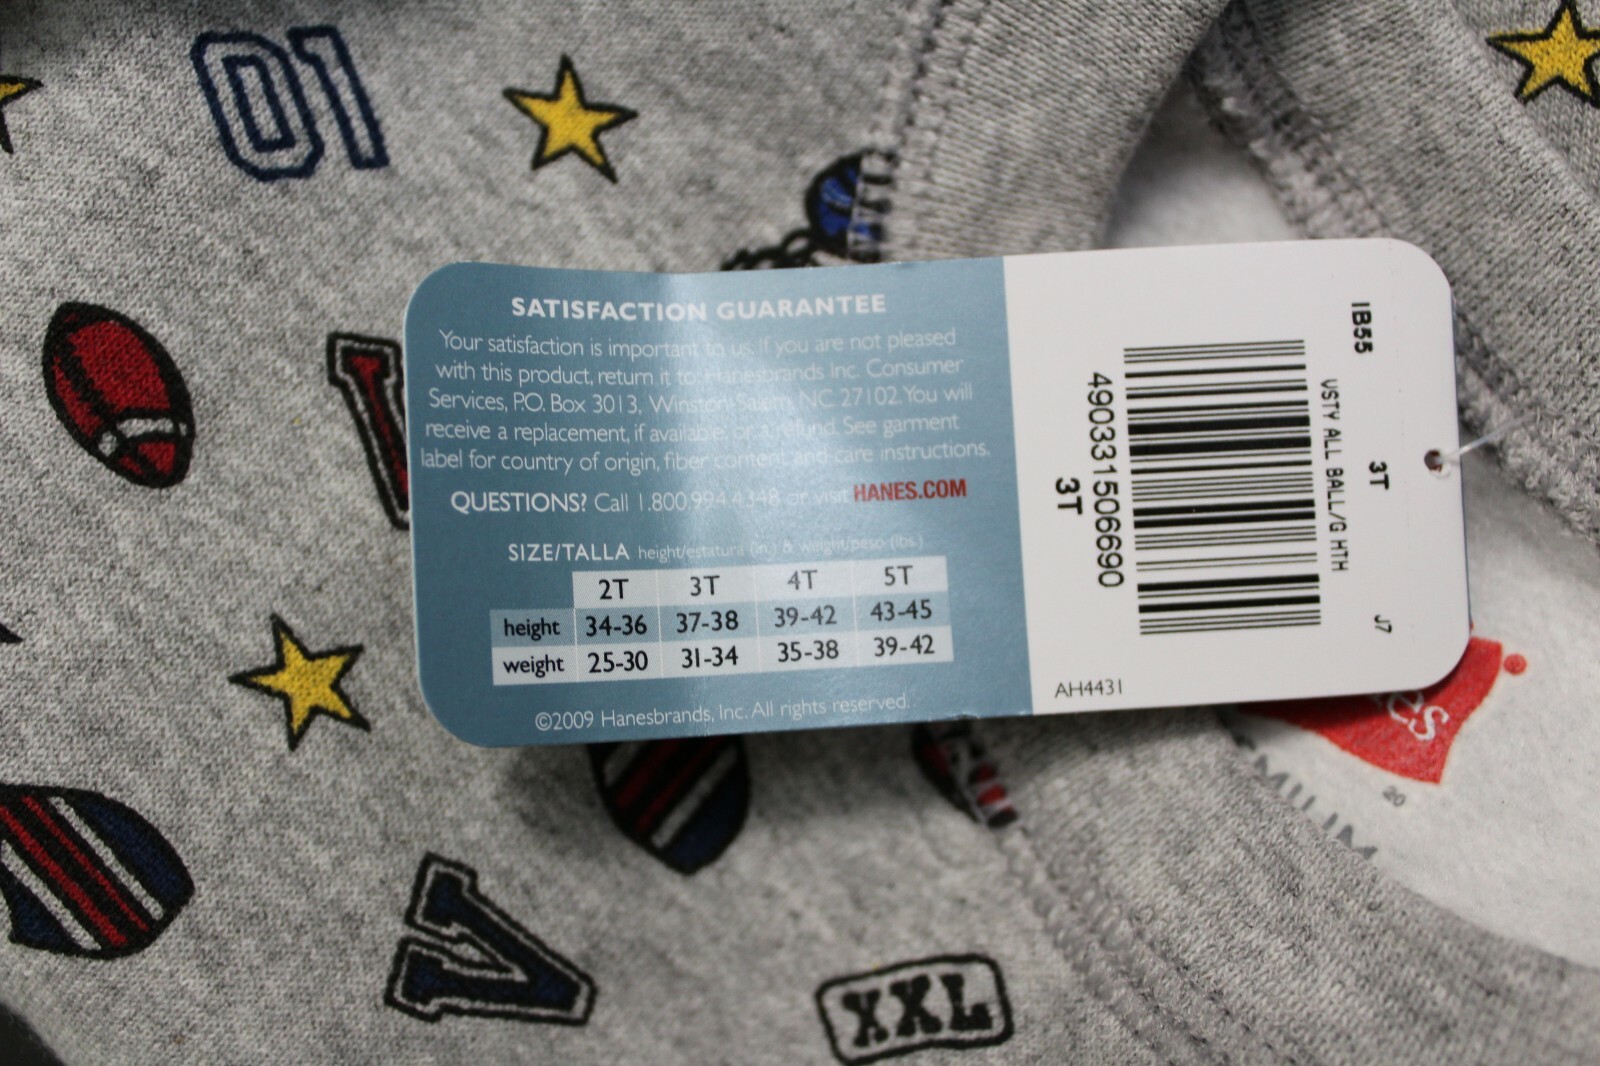 01
SATISFACTION GUARANTEE
Your satisfaction is important to us. If you are not pleased
with this product, return it to: Hanesbrands Inc. Consumer
Services, P.O. Box 3013, Winston-Salem, NC 27102. You will
receive a replacement, if available, or a refund. See garment
label for country of origin, fiber content and care instructions.
QUESTIONS? Call 1.800.994.4348 or visit HANES.COM
SIZE/TALLA height/estatura (in.) & weight/peso (lbs.)
2T 3T 4T 5T
height 34-36 37-38 39-42 43-45
weight 25-30 31-34 35-38 39-42
©2009 Hanesbrands, Inc. All rights reserved.
IB55 3T J7
VSTY ALL BALL/G HTH
490331506690
3T
AH4431
es
20
V
XXL